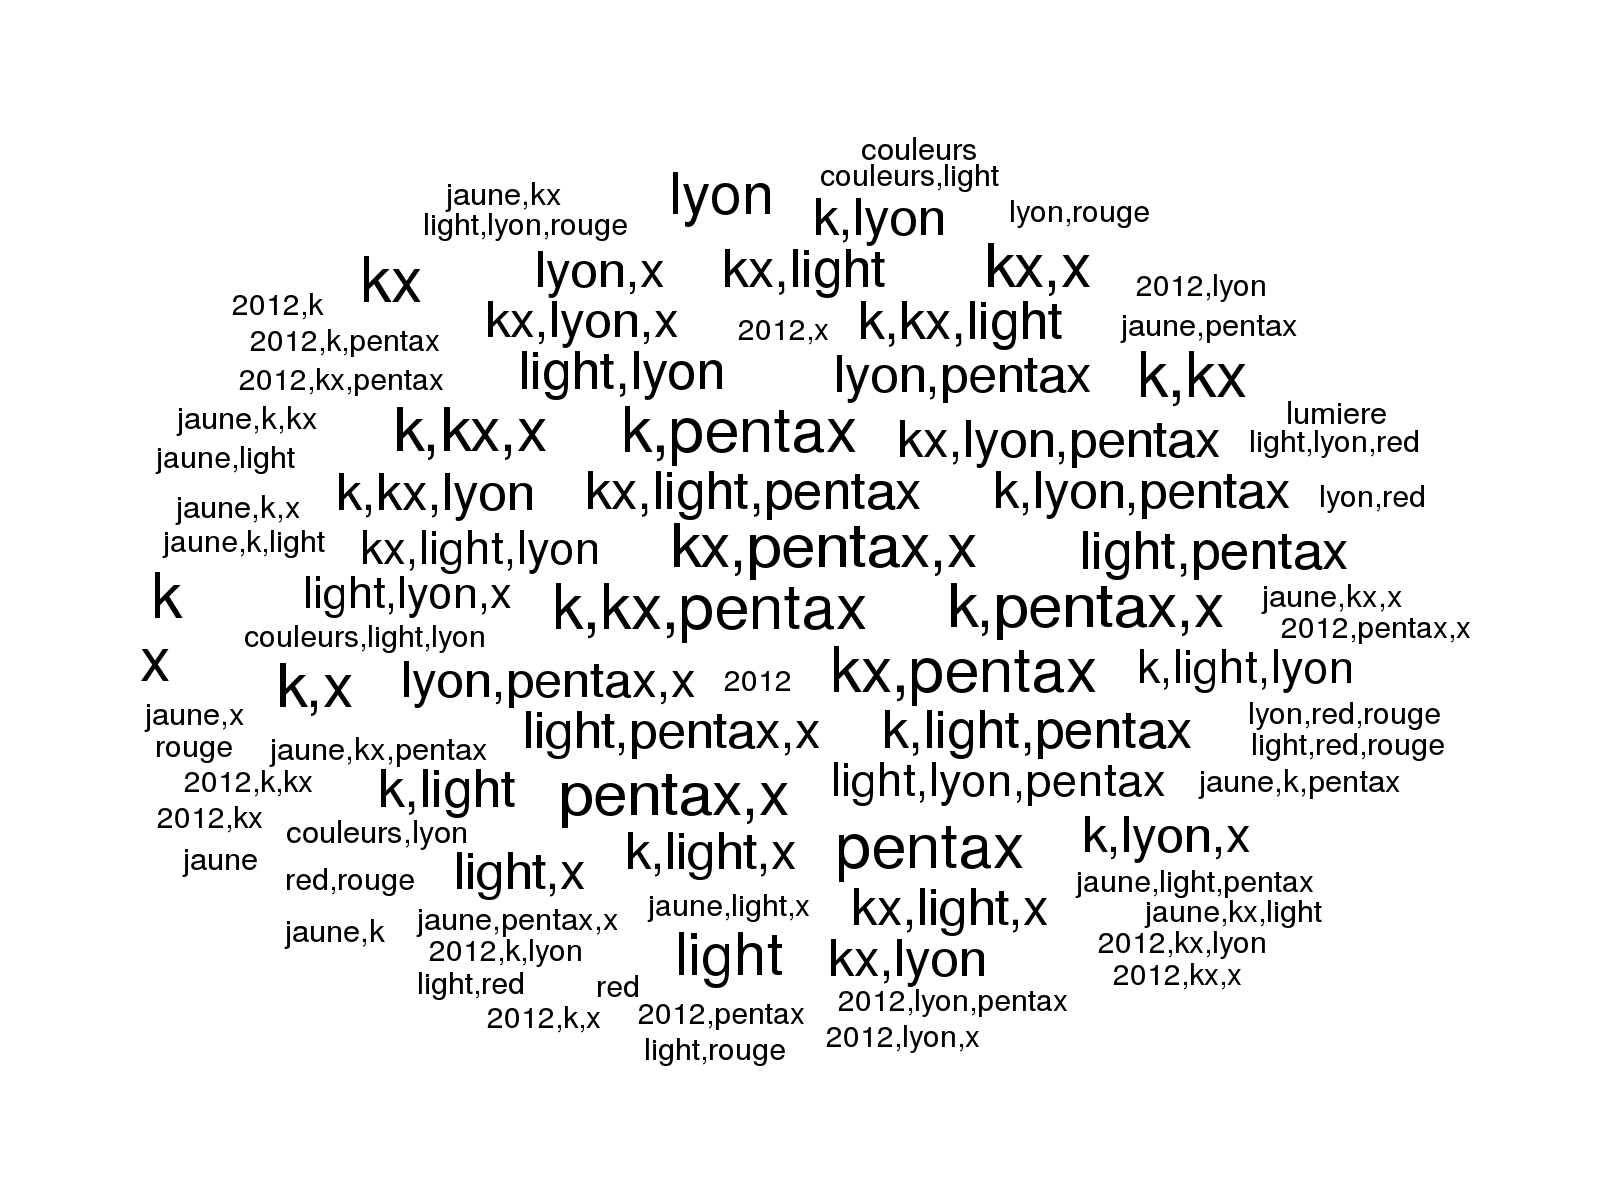 couleurs
couleurs,light
jaune,kx
lyon
light,lyon,rouge
k,lyon
lyon,rouge
kx
lyon,x
kx,light
kx,x
2012,lyon
2012,k
kx,lyon,x
2012,x
k,kx,light
jaune,pentax
2012,k,pentax
2012,kx,pentax
light,lyon
lyon,pentax
k,kx
jaune,k,kx
k,kx,x
k,pentax
kx,lyon,pentax
lumiere
light,lyon,red
jaune,light
k,kx,lyon
kx,light,pentax
k,lyon,pentax
lyon,red
jaune,k,x
jaune,k,light
kx,light,lyon
kx,pentax,x
light,pentax
k
light,lyon,x
k,kx,pentax
k,pentax,x
jaune,kx,x
2012,pentax,x
couleurs,light,lyon
x
k,x
lyon,pentax,x
2012
kx,pentax
k,light,lyon
jaune,x
rouge
jaune,kx,pentax
light,pentax,x
k,light,pentax
lyon,red,rouge
light,red,rouge
2012,k,kx
k,light
pentax,x
light,lyon,pentax
jaune,k,pentax
2012,kx
couleurs,lyon
jaune
red,rouge
light,x
k,light,x
pentax
k,lyon,x
jaune,light,pentax
jaune,k
jaune,pentax,x
jaune,light,x
kx,light,x
jaune,kx,light
2012,k,lyon
light
kx,lyon
2012,kx,lyon
light,red
red
2012,kx,x
2012,k,x
2012,pentax
2012,lyon,pentax
light,rouge
2012,lyon,x